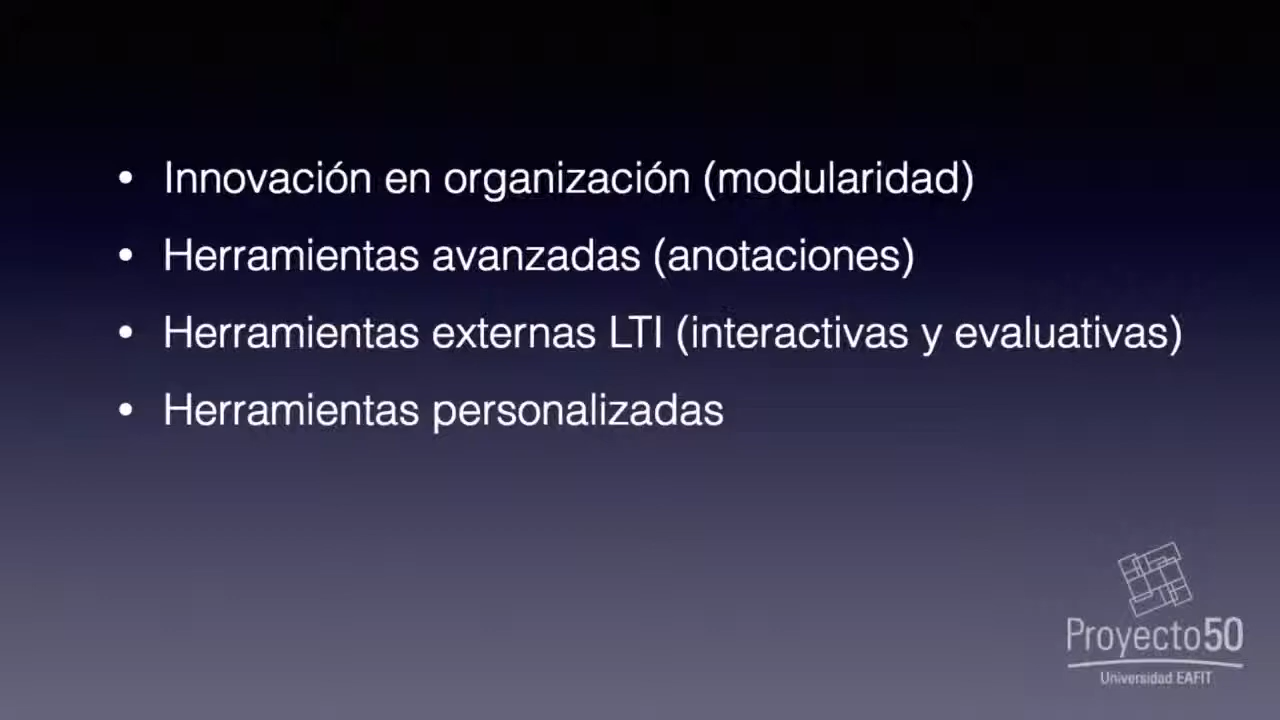 • Innovación en organización (modularidad)
• Herramientas avanzadas (anotaciones)
• Herramientas externas LTI (interactivas y evaluativas)
• Herramientas personalizadas
Proyecto50
Universidad EAFIT